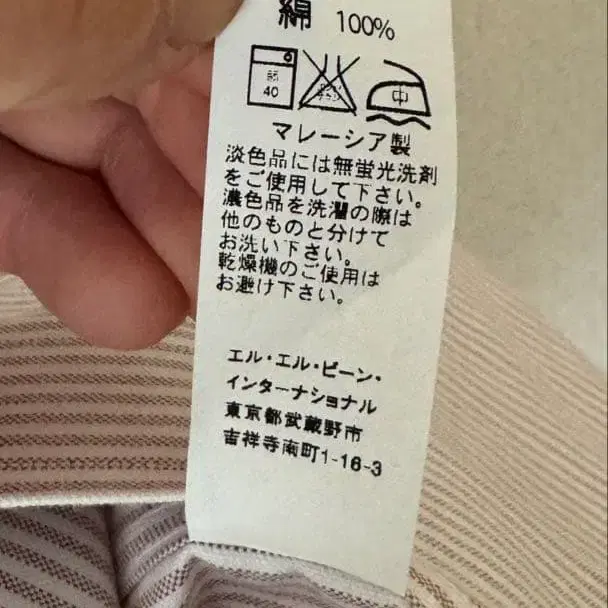 綿 100%
40
中
マレーシア製
淡色品には無蛍光洗剤
をご使用して下さい。
濃色品を洗濯の際は
他のものと分けて
お洗い下さい。
乾燥機のご使用は
お避け下さい。
エル・エル・ビーン・
インターナショナル
東京都武蔵野市
吉祥寺南町1-16-3